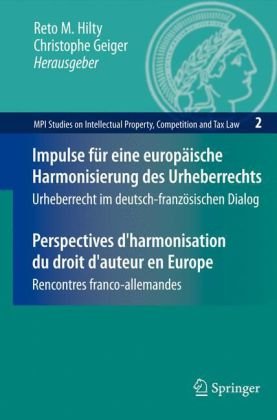 Reto M. Hilty
Christophe Geiger
Herausgeber
MPI Studies on Intellectual Property, Competition and Tax Law 2
Impulse für eine europäische
Harmonisierung des Urheberrechts
Urheberrecht im deutsch-französischen Dialog
Perspectives d'harmonisation
du droit d'auteur en Europe
Rencontres franco-allemandes
Springer